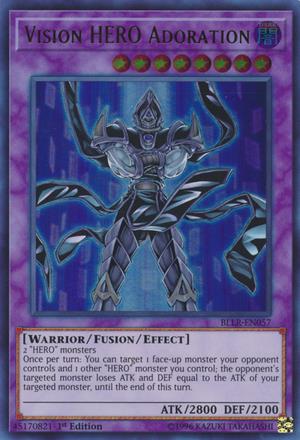 VISION HERO ADORATION
BLLR-EN057
[WARRIOR/FUSION/EFFECT]
2 "HERO" monsters
Once per turn: You can target 1 face-up monster your opponent
controls and 1 other "HERO" monster you control; the opponent's
targeted monster loses ATK and DEF equal to the ATK of your
targeted monster, until the end of this turn.
ATK/2800 DEF/2100
45170821 1st Edition ©1996 KAZUKI TAKAHASHI